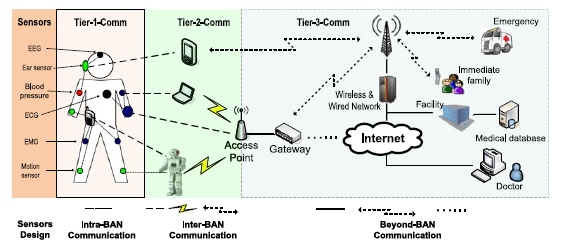 Sensors
Tier-1-Comm
Tier-2-Comm
Tier-3-Comm
EEG
Ear sensor
Blood
pressure
ECG
EMG
Motion
sensor
Access
Point
Gateway
Wireless &
Wired Network
Internet
Emergency
Immediate
family
Facility
Medical database
Doctor
Sensors
Design
Intra-BAN
Communication
Inter-BAN
Communication
Beyond-BAN
Communication